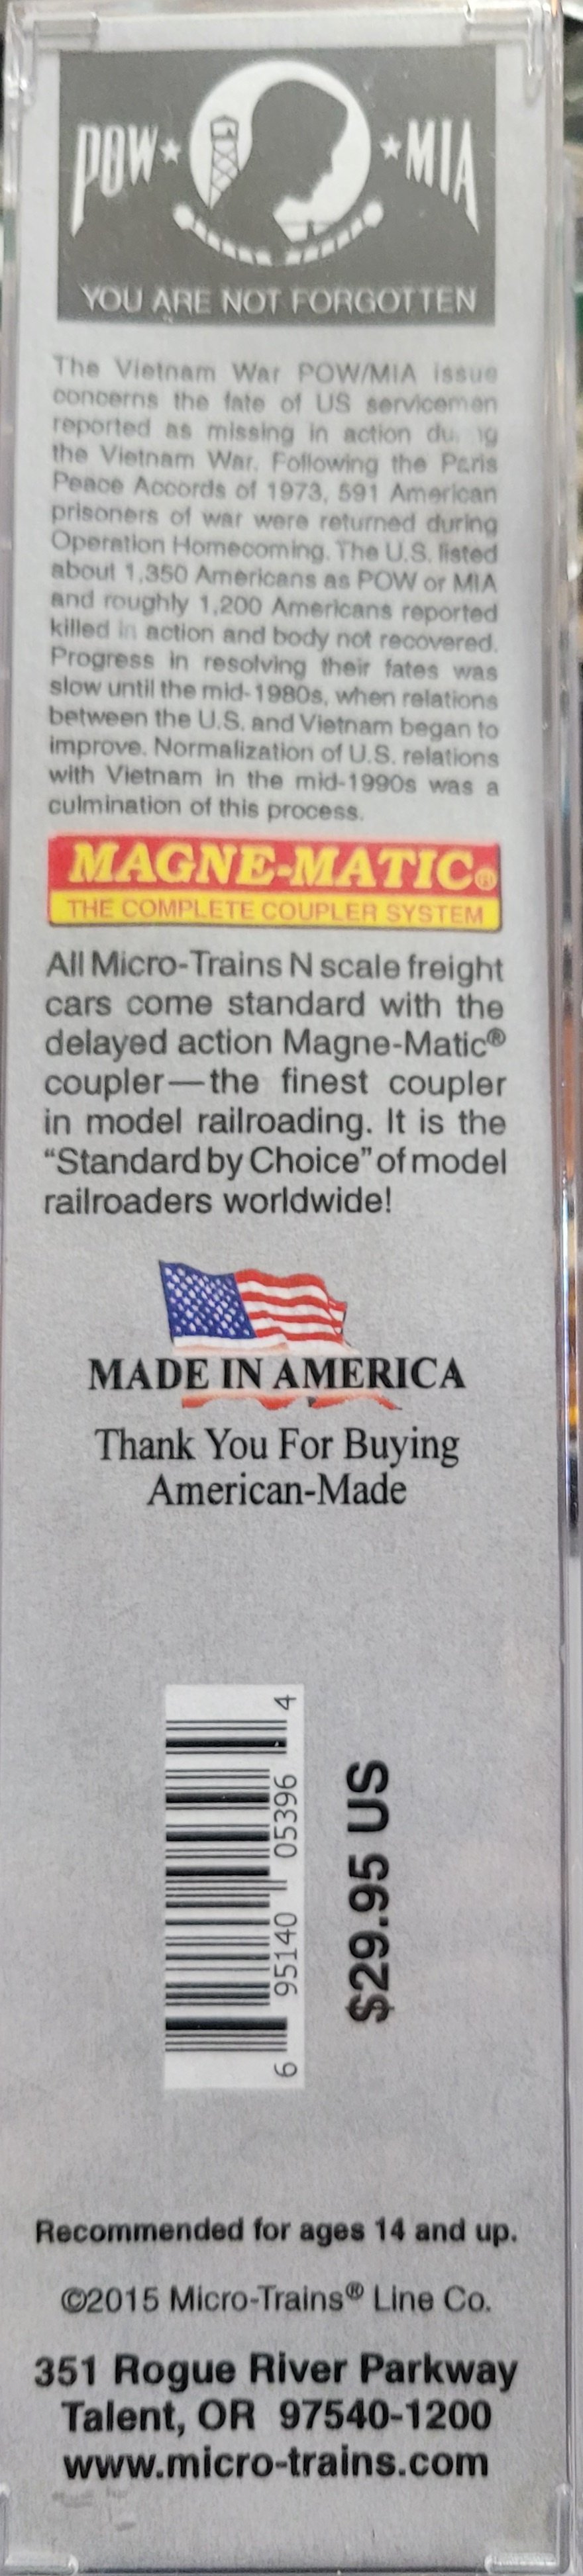 POW ★ ★ MIA
YOU ARE NOT FORGOTTEN
The Vietnam War POW/MIA issue
concerns the fate of US servicemen
reported as missing in action
the Vietnam War. Following the Paris
Peace Accords of 1973, 591 American
prisoners of war were returned during
Operation Homecoming. The U.S. listed
about 1,350 Americans as POW or MIA
and roughly 1,200 Americans reported
killed in action and body not recovered.
Progress in resolving their fates was
slow until the mid-1980s, when relations
between the U.S. and Vietnam began to
improve. Normalization of U.S. relations
with Vietnam in the mid-1990s was a
culmination of this process.
MAGNE-MATIC®
THE COMPLETE COUPLER SYSTEM
All Micro-Trains N scale freight
cars come standard with the
delayed action Magne-Matic®
coupler—the finest coupler
in model railroading. It is the
“Standard by Choice” of model
railroaders worldwide!
MADE IN AMERICA
Thank You For Buying
American-Made
6 95140 05396 4
$29.95 US
Recommended for ages 14 and up.
©2015 Micro-Trains® Line Co.
351 Rogue River Parkway
Talent, OR 97540-1200
www.micro-trains.com